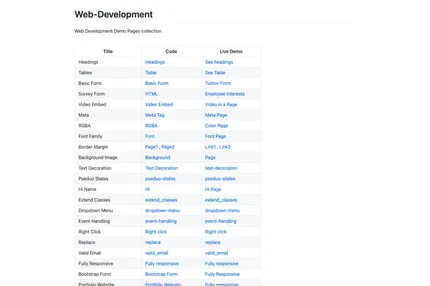 Web-Development
Web Development Demo Pages collection
Title Code Live Demo
Headings Headings See headings
Tables Table See Table
Basic Form Basic Form Tuition Form
Survey Form HTML Employee Interests
Video Embed Video Embed Video in a Page
Meta Meta Tag Meta Page
RGBA RGBA Color Page
Font Family Font Font Page
Border Margin Page1 , Page2 Link1 , Link2
Background Image Background Page
Text Decoration Text Decoration text-decoration
Pseduo States pseduo-states pseduo-states
Hi Name Hi Hi Page
Extend Classes extend_classes extend_classes
Dropdown Menu dropdown-menu dropdown-menu
Event Handling event-handling event-handling
Right Click Right click Right click
Replace replace replace
Valid Email valid_email valid_email
Fully Responsive Fully responsive Fully responsive
Bootstrap Form Bootstrap Form Fully Responsive
Portfolio Website Portfolio Website Portfolio